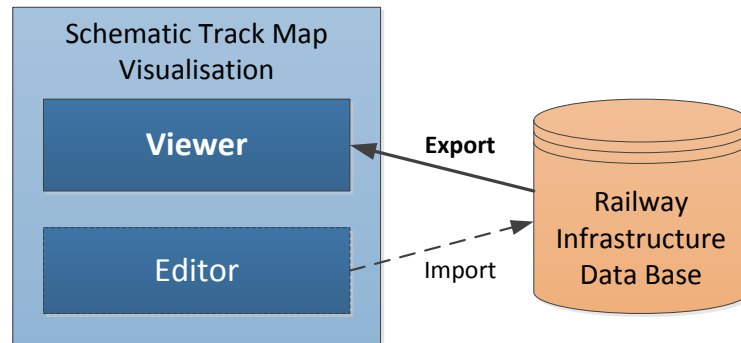 Schematic Track Map
Visualisation
Viewer
Export
Railway
Infrastructure
Data Base
Editor
Import